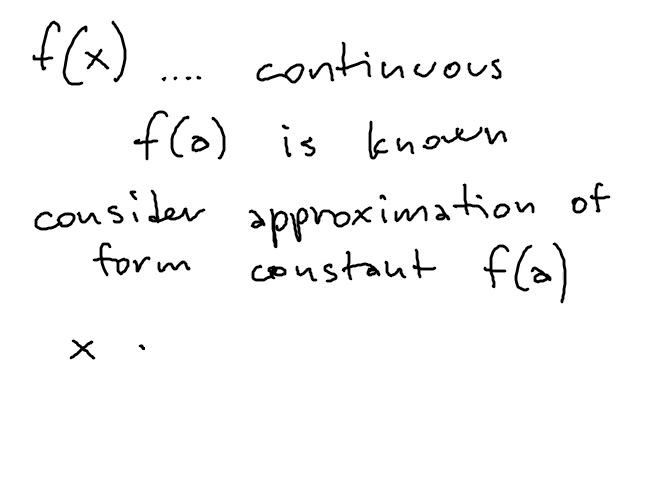 f(x) .... continuous
f(a) is known
consider approximation of
form constant f(a)
x .